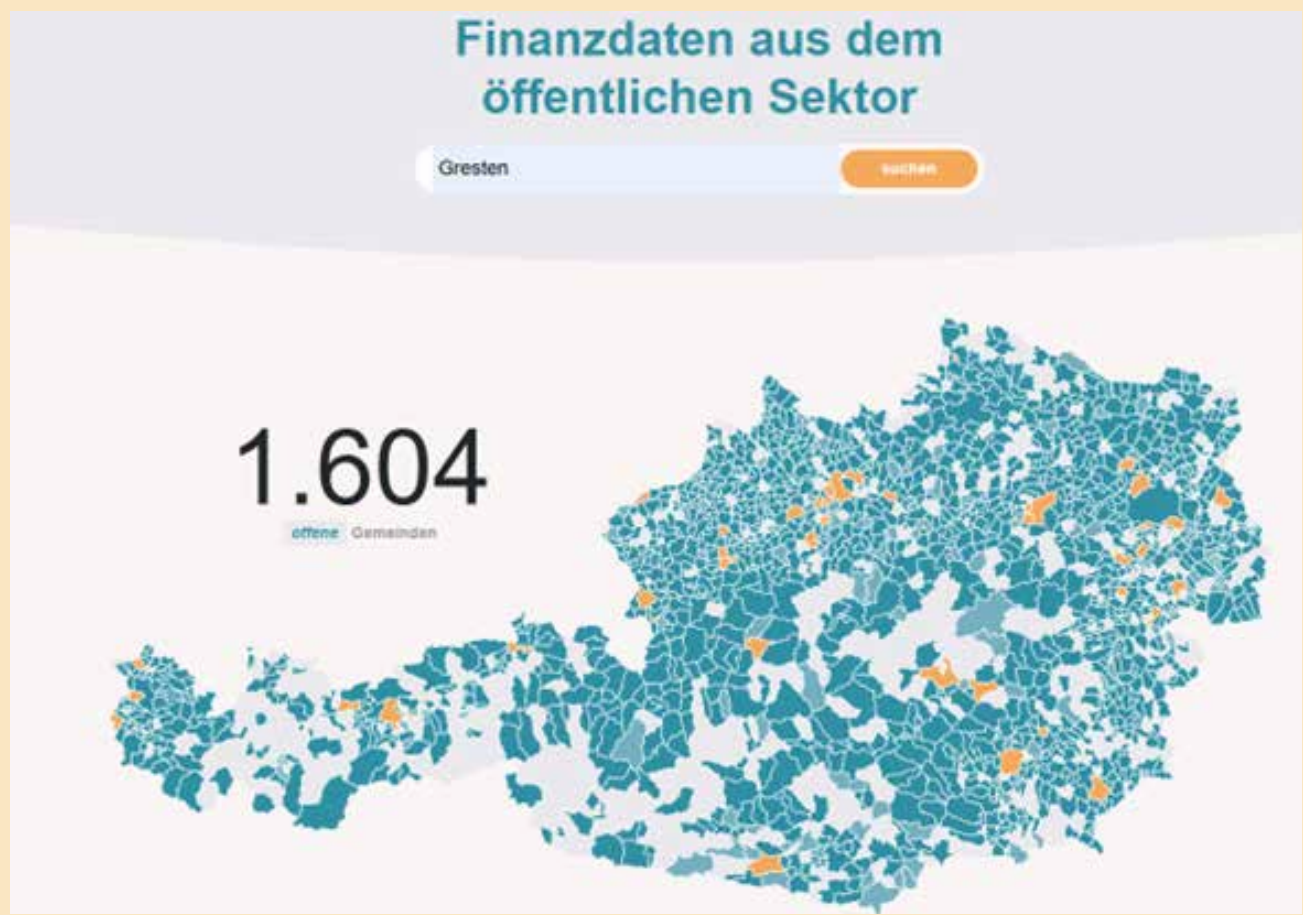 Finanzdaten aus dem
öffentlichen Sektor
Gresten
suchen
1.604
offene Gemeinden